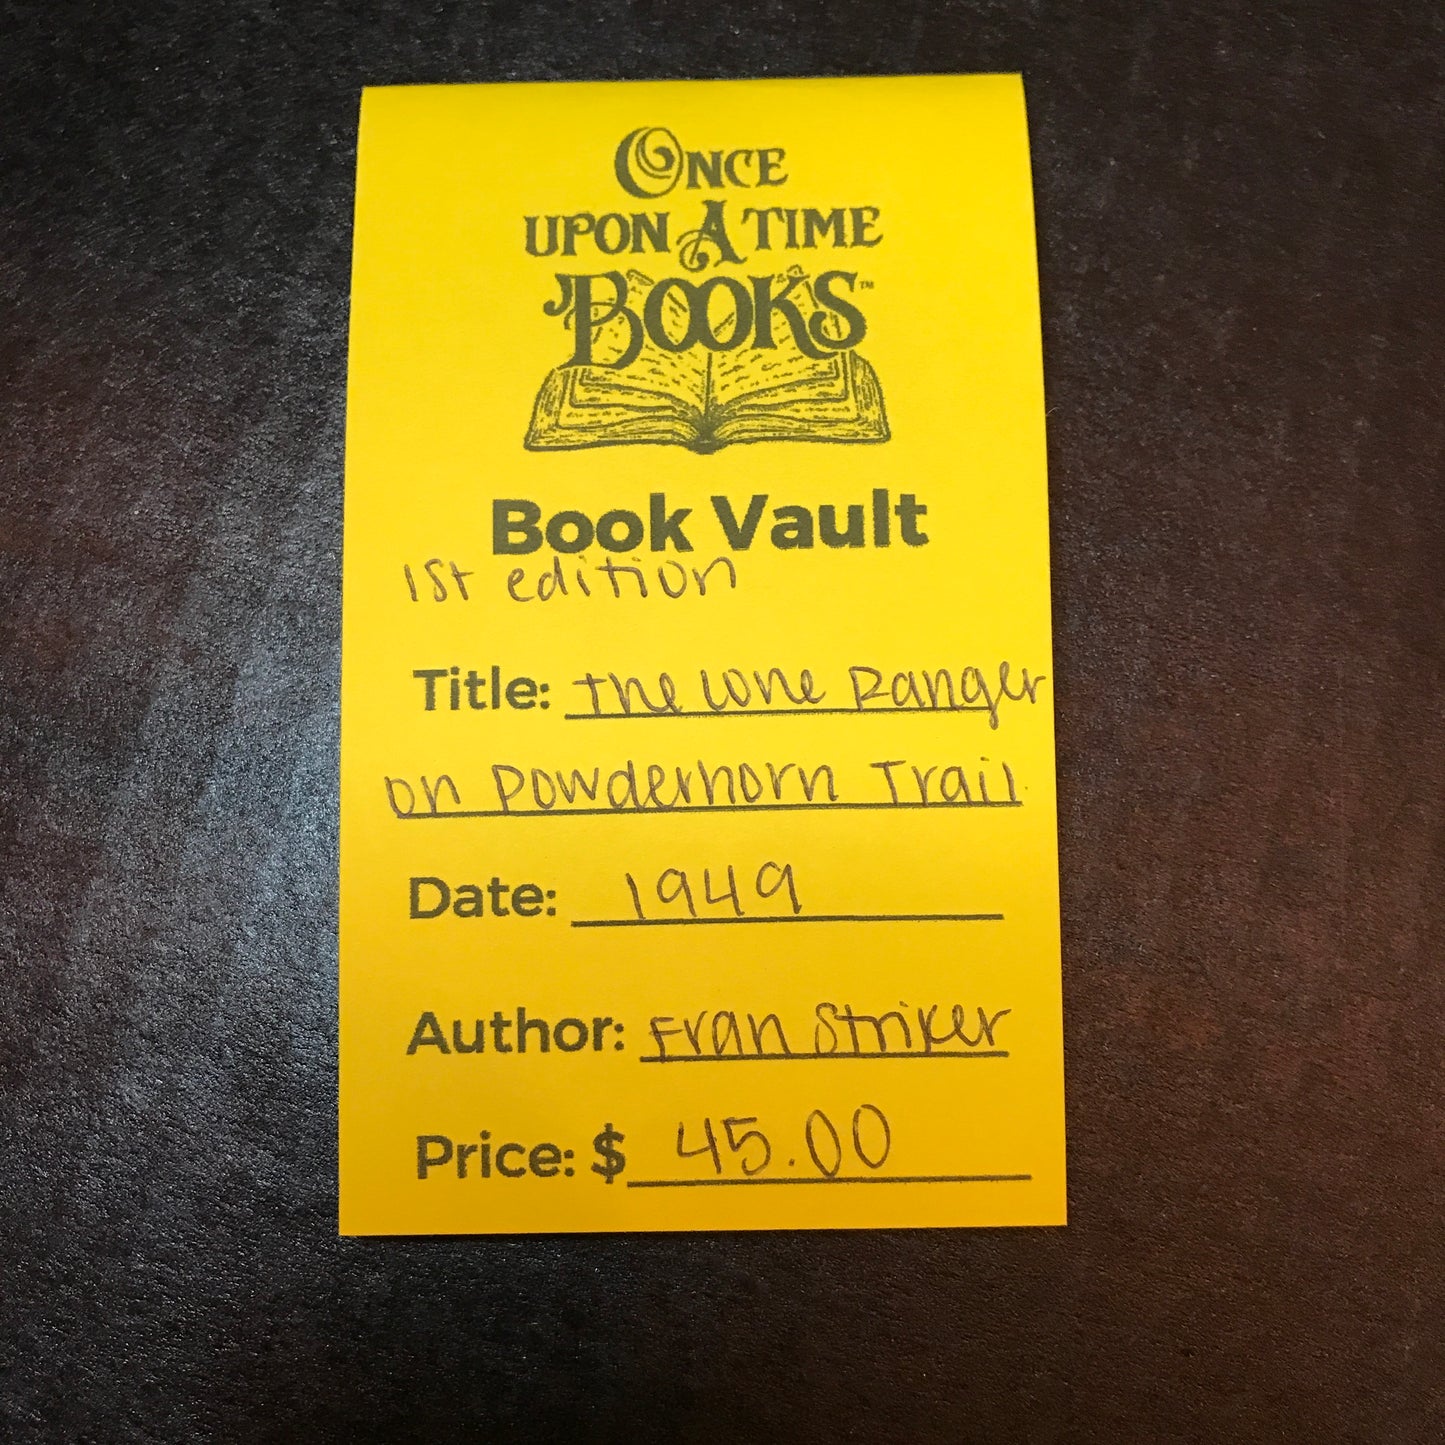 ONCE
UPON A TIME
BOOKS™
Book Vault
1st edition
Title: The Lone Ranger
on Powderhorn Trail
Date: 1949
Author: Fran Striker
Price: $ 45.00